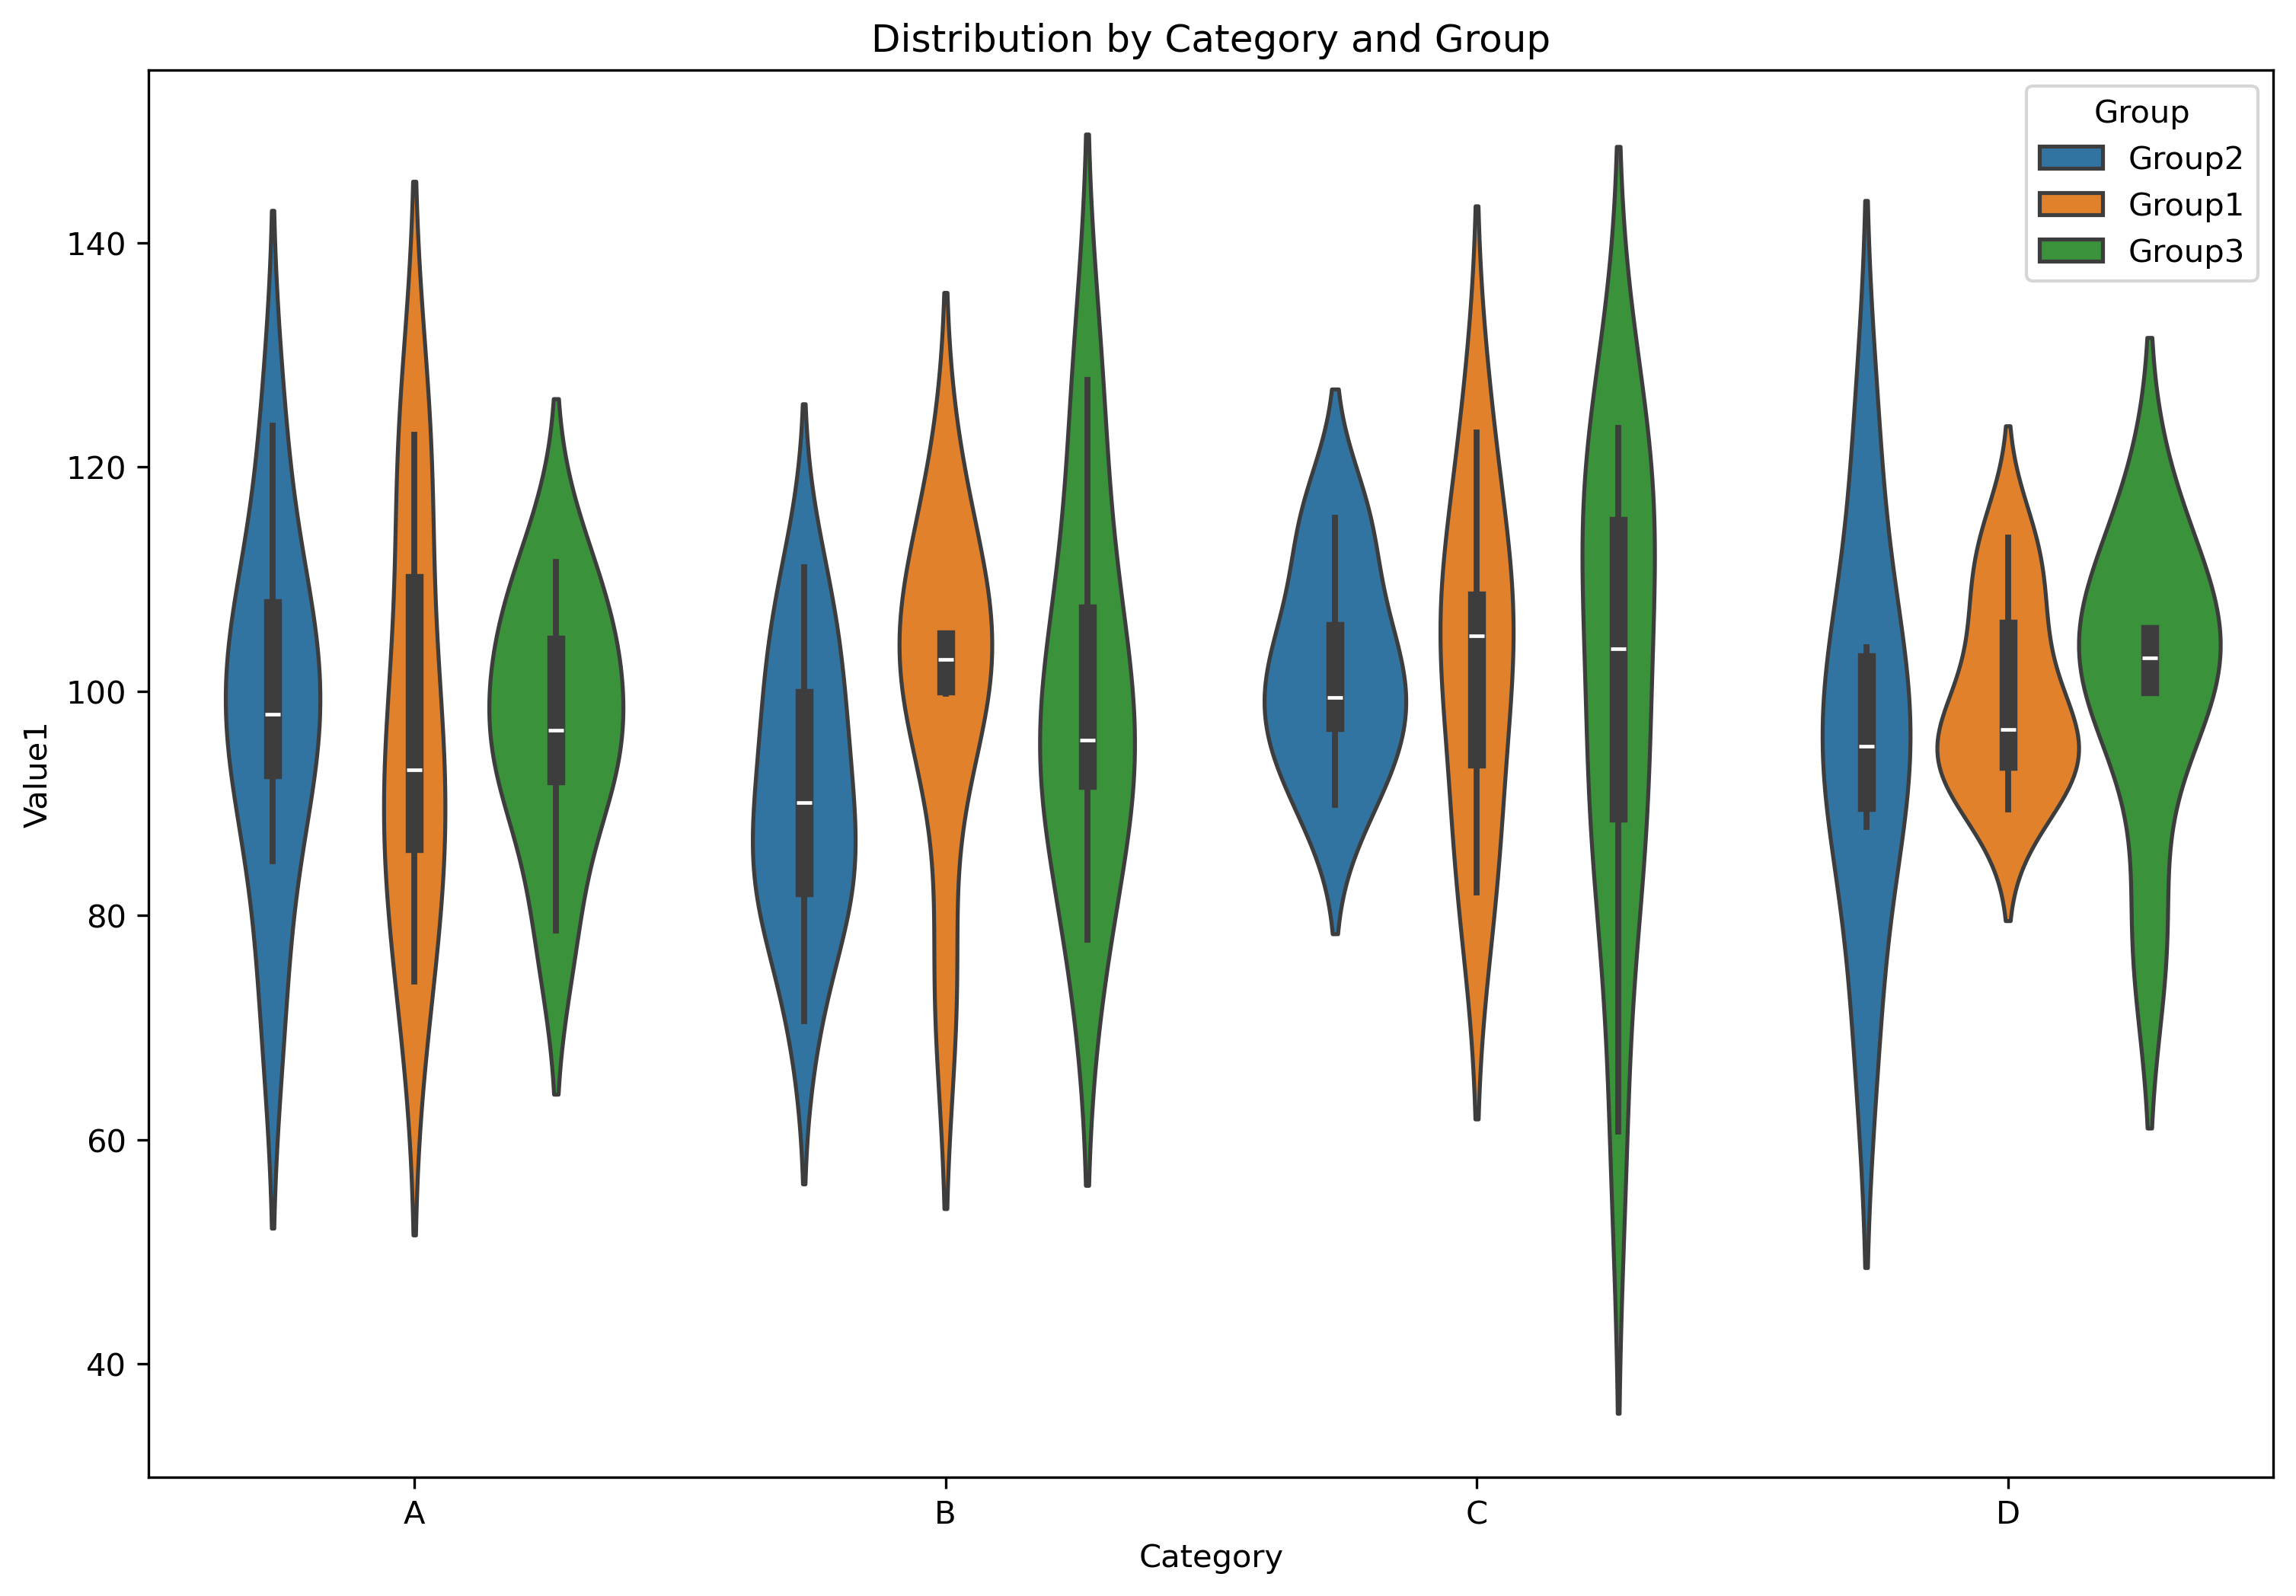 Distribution by Category and Group
Group
Group2
Group1
Group3
140
120
100
80
60
40
Value1
A
B
C
D
Category